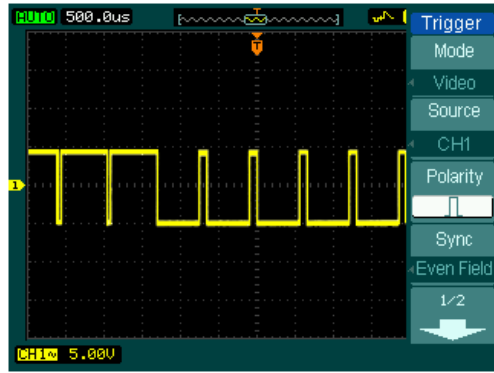 AUTO 500.0us
T
T
1
CH1~ 5.00V
Trigger
Mode
Video
Source
CH1
Polarity
Sync
Even Field
1/2